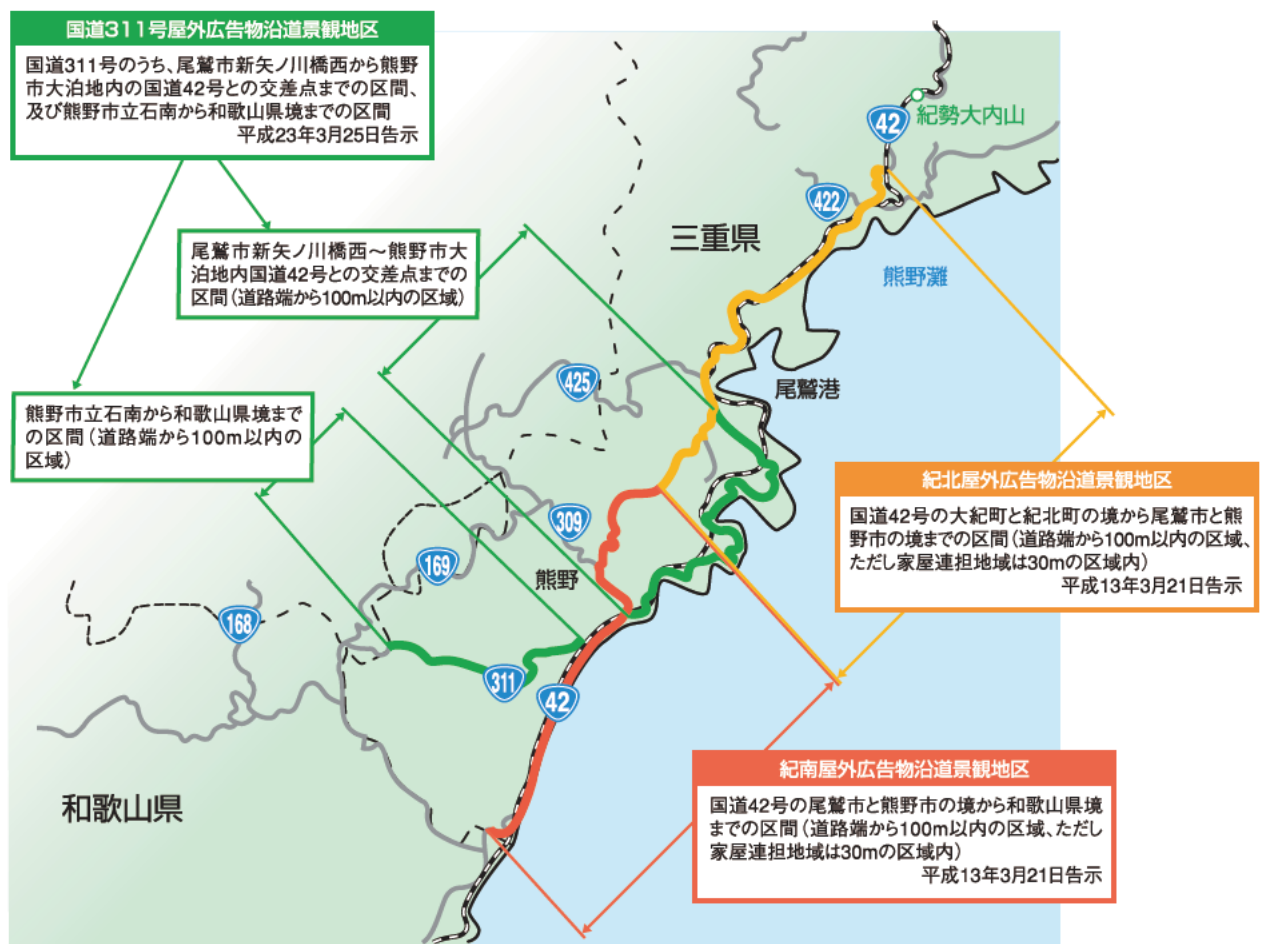 国道311号屋外広告物沿道景観地区
国道311号のうち、尾鷲市新矢ノ川橋西から熊野
市大泊地内の国道42号との交差点までの区間、
及び熊野市立石南から和歌山県境までの区間
平成23年3月25日告示
42
紀勢大内山
422
三重県
熊野灘
尾鷲市新矢ノ川橋西～熊野市大
泊地内国道42号との交差点までの
区間（道路端から100m以内の区域）
425
尾鷲港
熊野市立石南から和歌山県境まで
の区間（道路端から100m以内の
区域）
紀北屋外広告物沿道景観地区
国道42号の大紀町と紀北町の境から尾鷲市と熊
野市の境までの区間（道路端から100m以内の区域、
ただし家屋連担地域は30mの区域内）
平成13年3月21日告示
309
169
熊野
168
311
42
紀南屋外広告物沿道景観地区
国道42号の尾鷲市と熊野市の境から和歌山県境
までの区間（道路端から100m以内の区域、ただし
家屋連担地域は30mの区域内）
平成13年3月21日告示
和歌山県